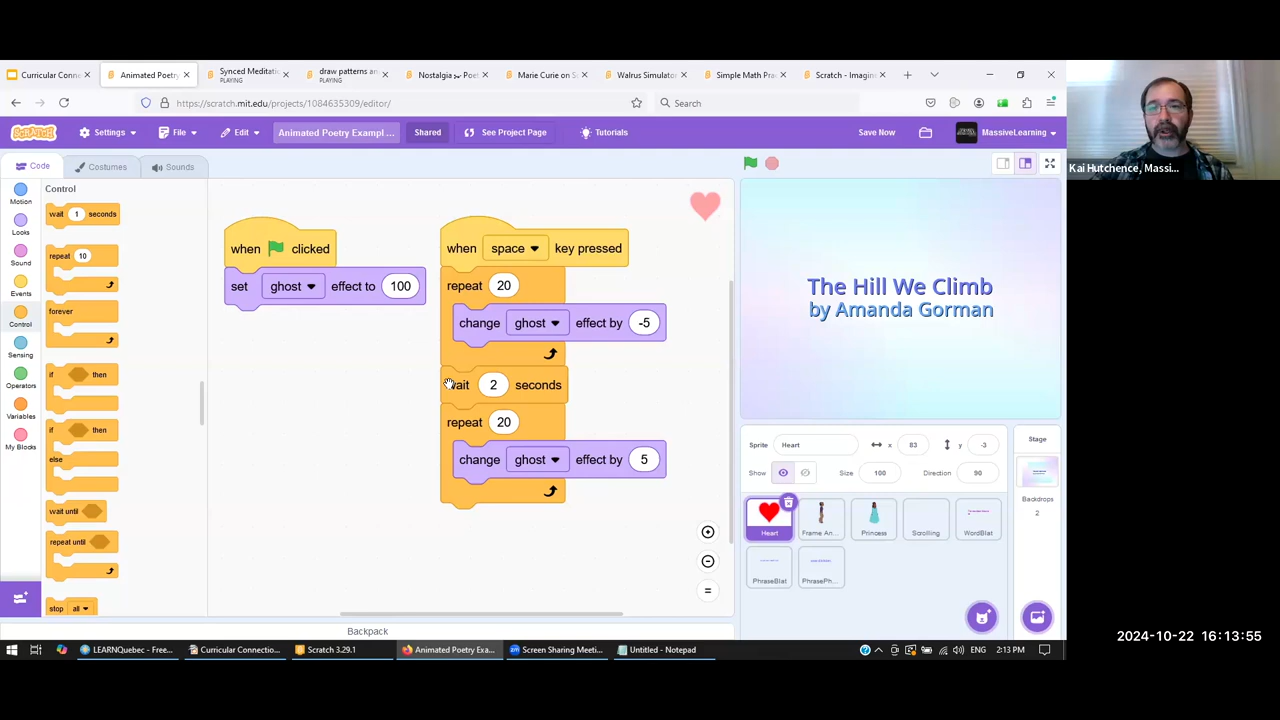 Curricular Conne
Animated Poetry
Synced Meditatio
PLAYING
draw patterns an
PLAYING
Marie Curie on S
Walrus Simulator
Simple Math Pra
Scratch - Imagin
https://scratch.mit.edu/projects/1084635309/editor/
Search
SCRATCH
Settings
File
Edit
Animated Poetry Exampl ...
Shared
See Project Page
Tutorials
Save Now
MassiveLearning
Kai Hutchence, Massi...
Code
Costumes
Sounds
Motion
Looks
Sound
Events
Control
Sensing
Operators
Variables
My Blocks
Control
wait 1 seconds
repeat 10
forever
if then
if then
else
wait until
repeat until
stop all
when clicked
set ghost effect to 100
when space key pressed
repeat 20
change ghost effect by -5
wait 2 seconds
repeat 20
change ghost effect by 5
The Hill We Climb
by Amanda Gorman
Sprite Heart x 83 y -3
Show Size 100 Direction 90
Heart
Frame An...
Princess
Scrolling
WordBlat
PhraseBlat
PhrasePh...
Stage
Backdrops
2
Backpack
LEARNQuebec - Fire...
Curricular Connectio...
Scratch 3.29.1
Animated Poetry Exa...
Screen Sharing Meeti...
Untitled - Notepad
ENG
2:13 PM
2024-10-22 16:13:55